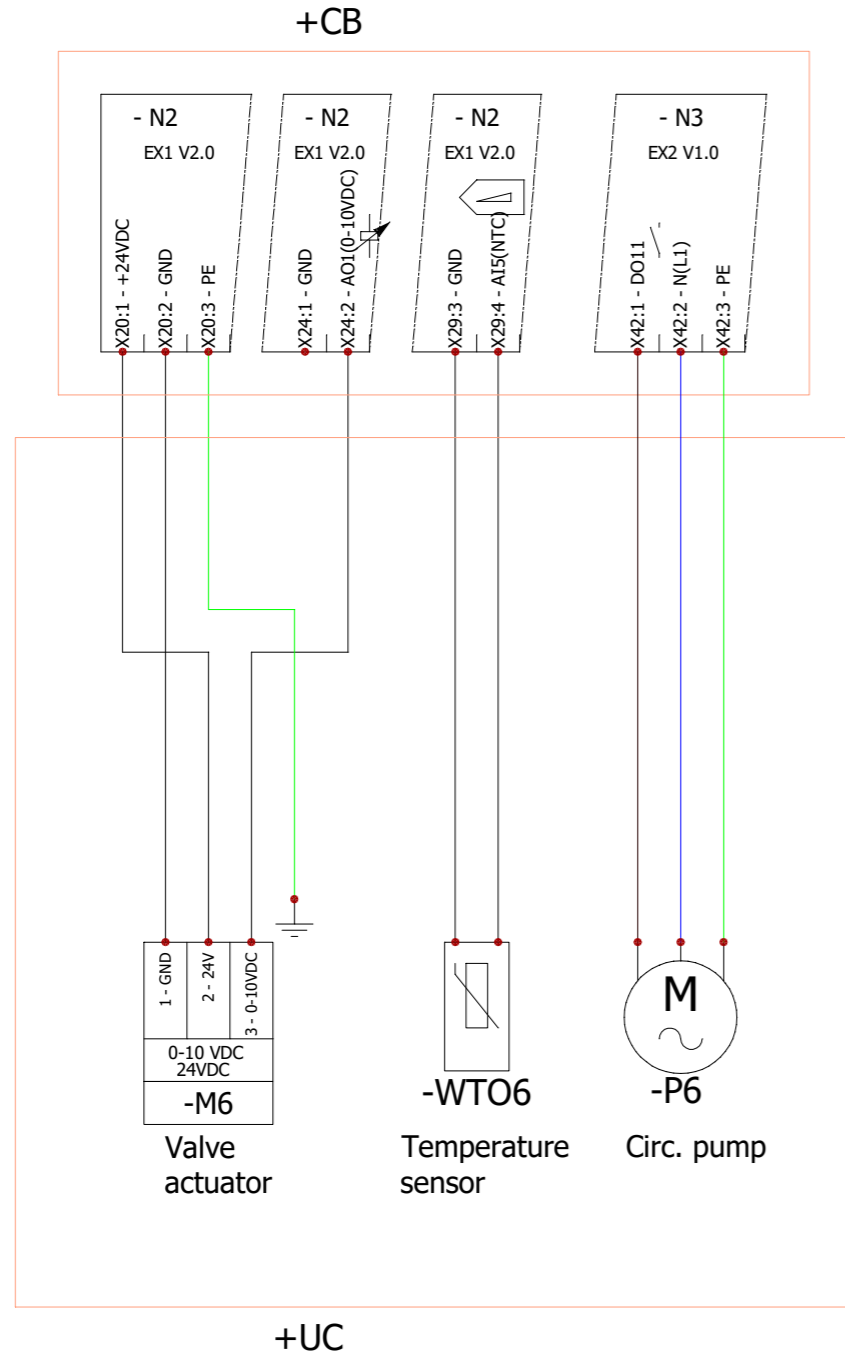 +CB
- N2
EX1 V2.0
X20:1 - +24VDC
X20:2 - GND
X20:3 - PE
- N2
EX1 V2.0
X24:1 - GND
X24:2 - AO1(0-10VDC)
- N2
EX1 V2.0
X29:3 - GND
X29:4 - AI5(NTC)
- N3
EX2 V1.0
X42:1 - DO11
X42:2 - N(L1)
X42:3 - PE
1 - GND
2 - 24V
3 - 0-10VDC
0-10 VDC
24VDC
-M6
Valve
actuator
-WTO6
Temperature
sensor
M
-P6
Circ. pump
+UC